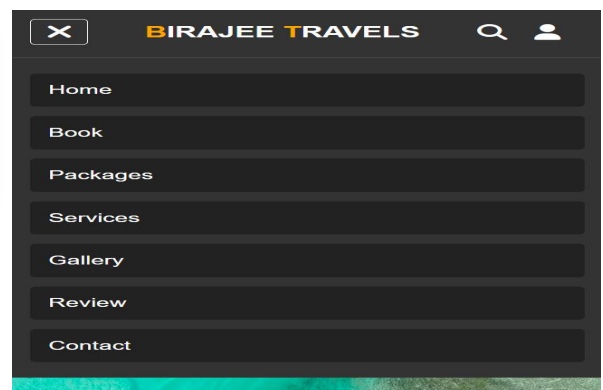 BIRAJEE TRAVELS
Home
Book
Packages
Services
Gallery
Review
Contact